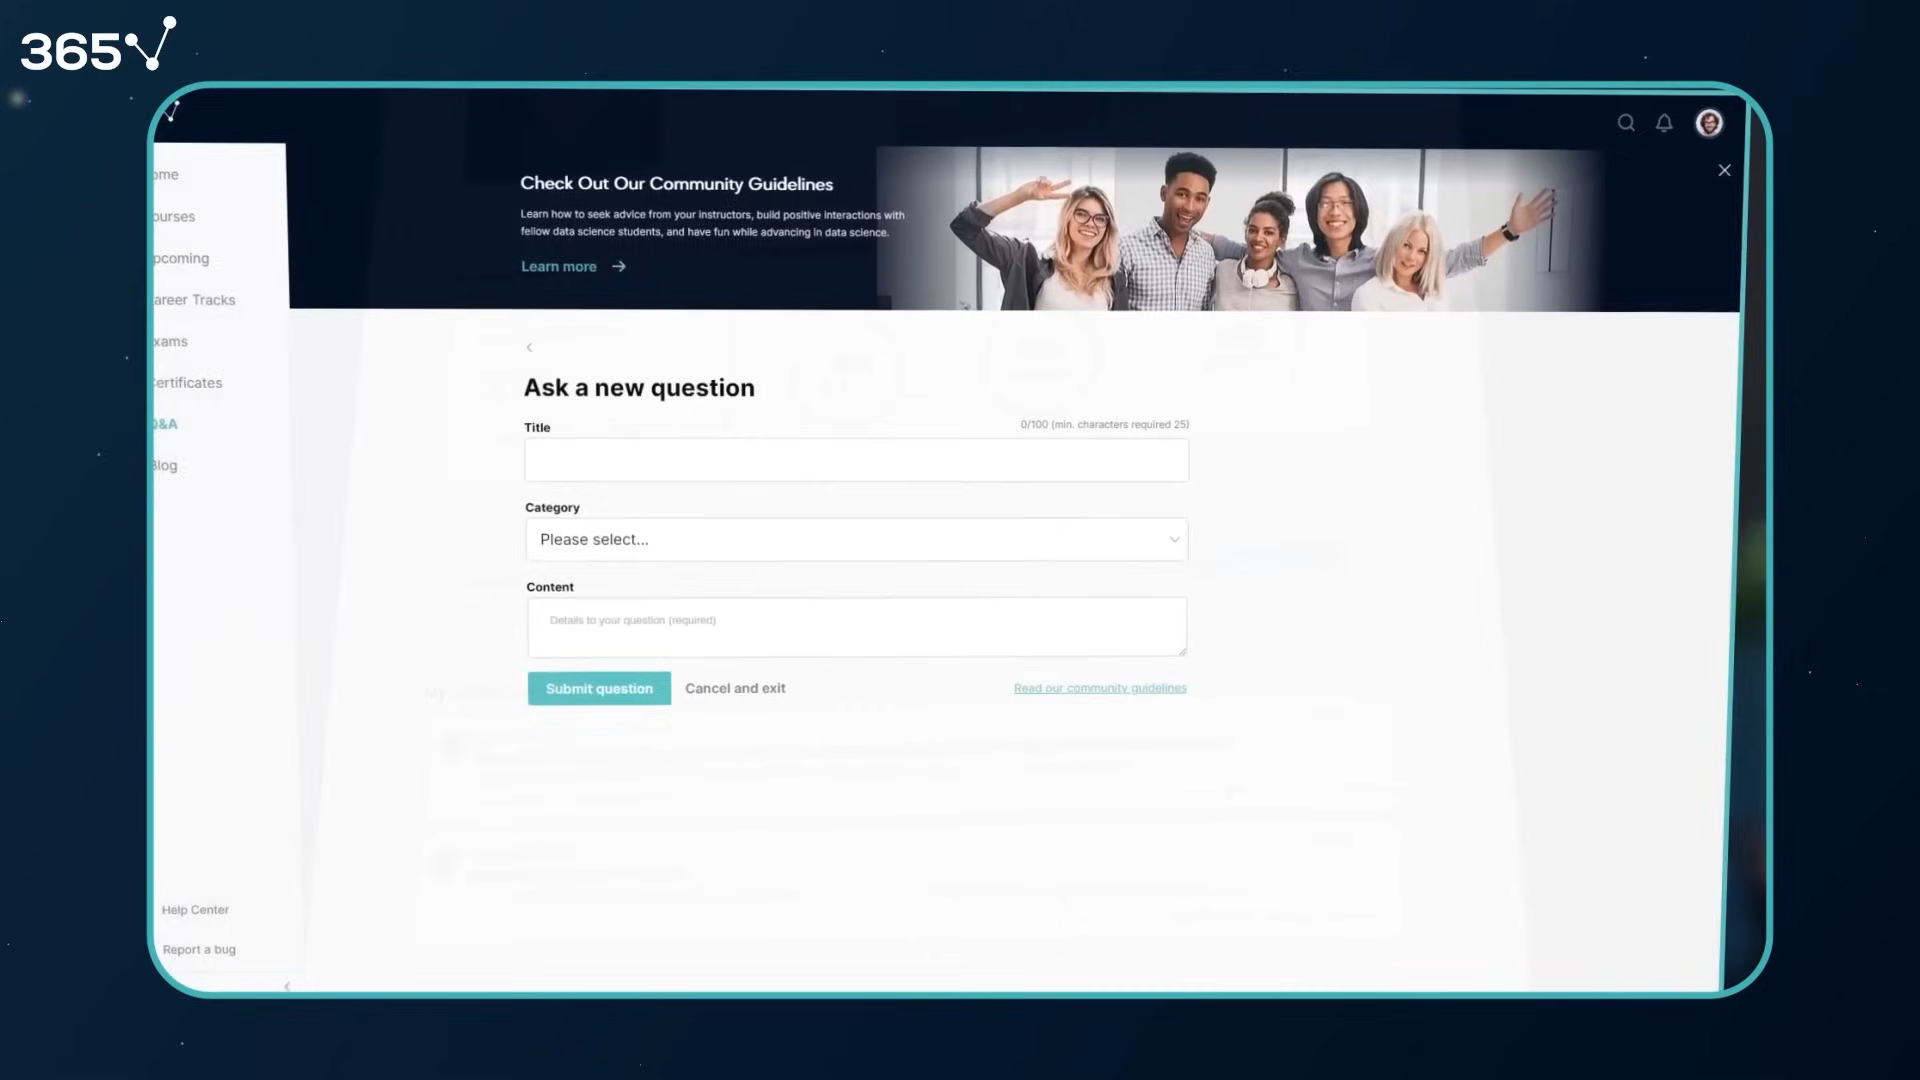 365
ome
ourses
pcoming
areer Tracks
xams
ertificates
Q&A
Blog
Help Center
Report a bug
Check Out Our Community Guidelines
Learn how to seek advice from your instructors, build positive interactions with
fellow data science students, and have fun while advancing in data science.
Learn more
Ask a new question
Title
0/100 (min. characters required 25)
Category
Please select...
Content
Details to your question (required)
Submit question
Cancel and exit
Read our community guidelines